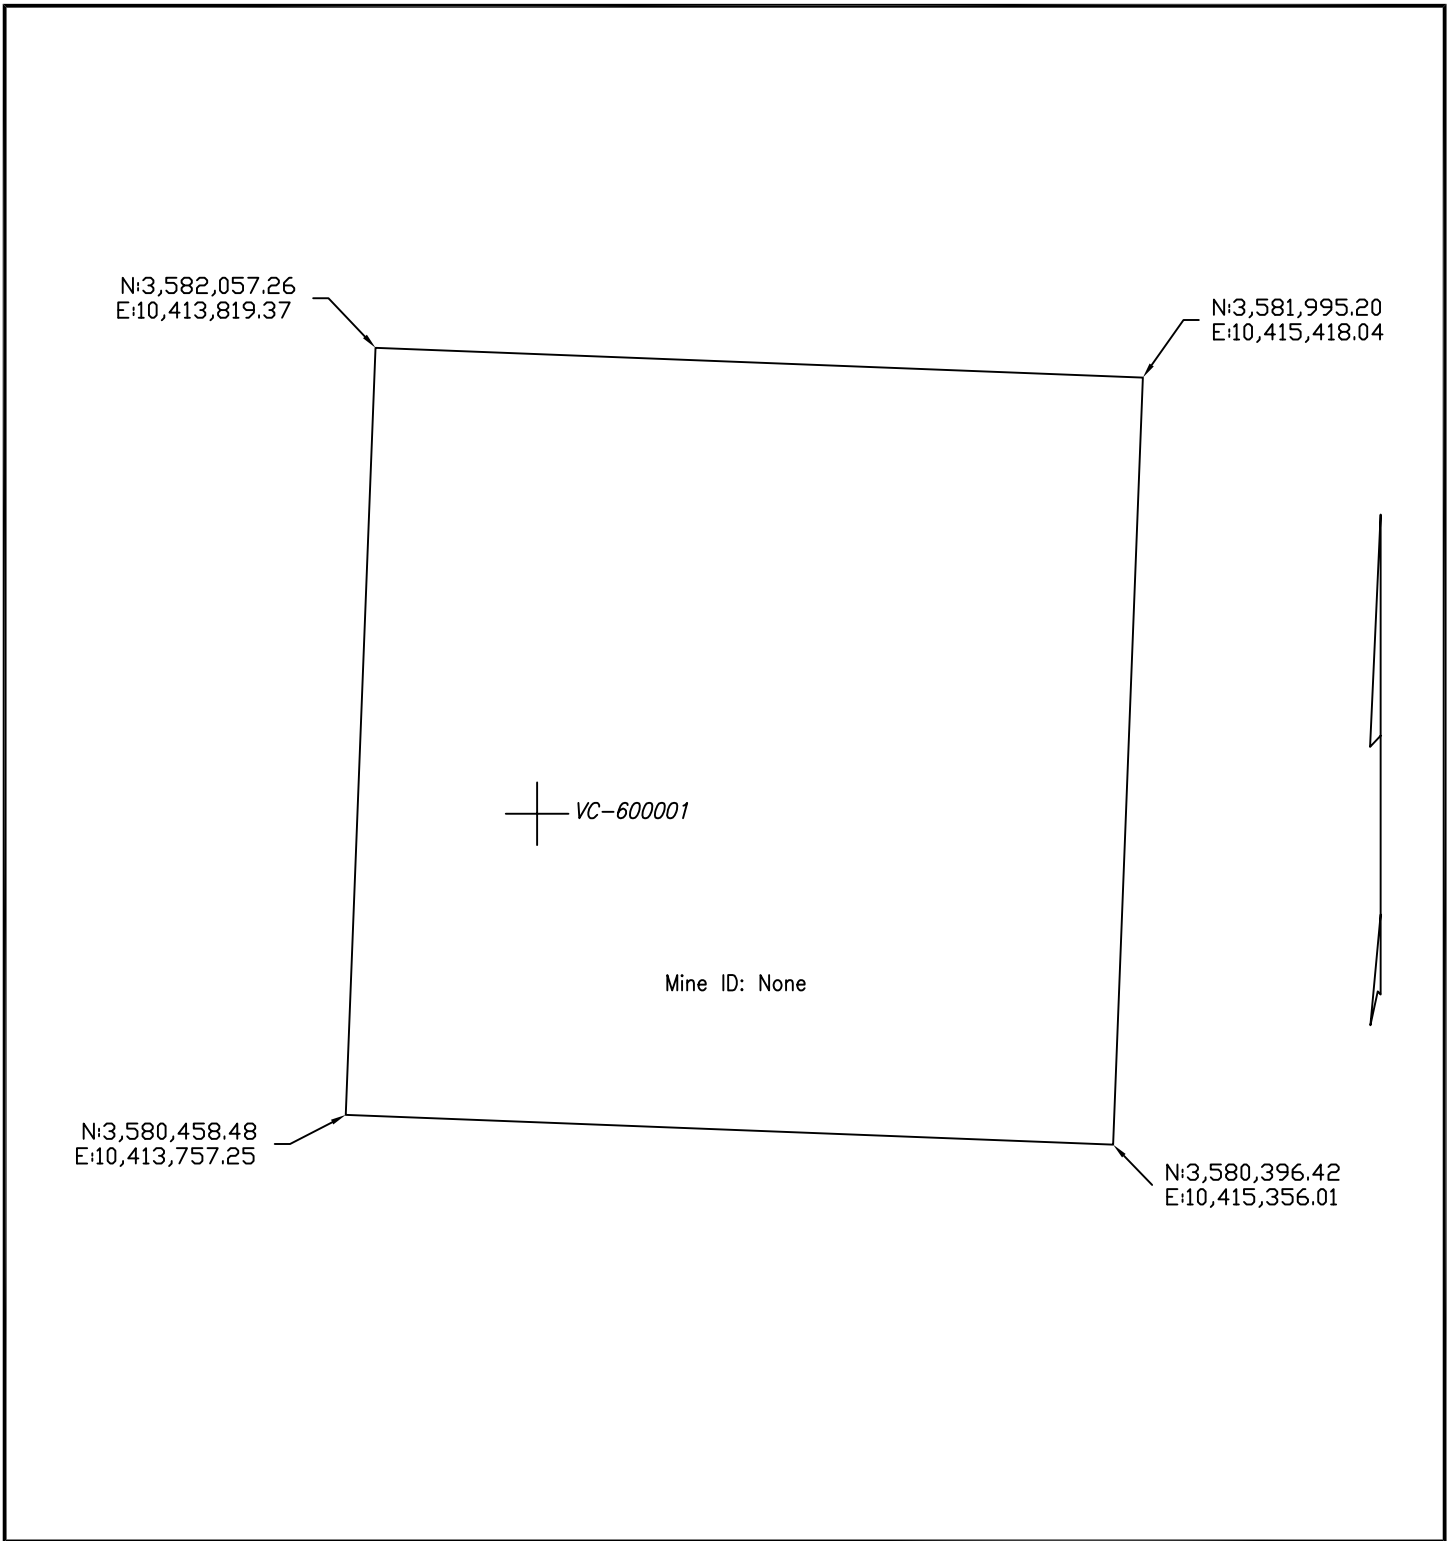 N:3,582,057.26
E:10,413,819.37
N:3,581,995.20
E:10,415,418.04
VC-600001
Mine ID: None
N:3,580,458.48
E:10,413,757.25
N:3,580,396.42
E:10,415,356.01